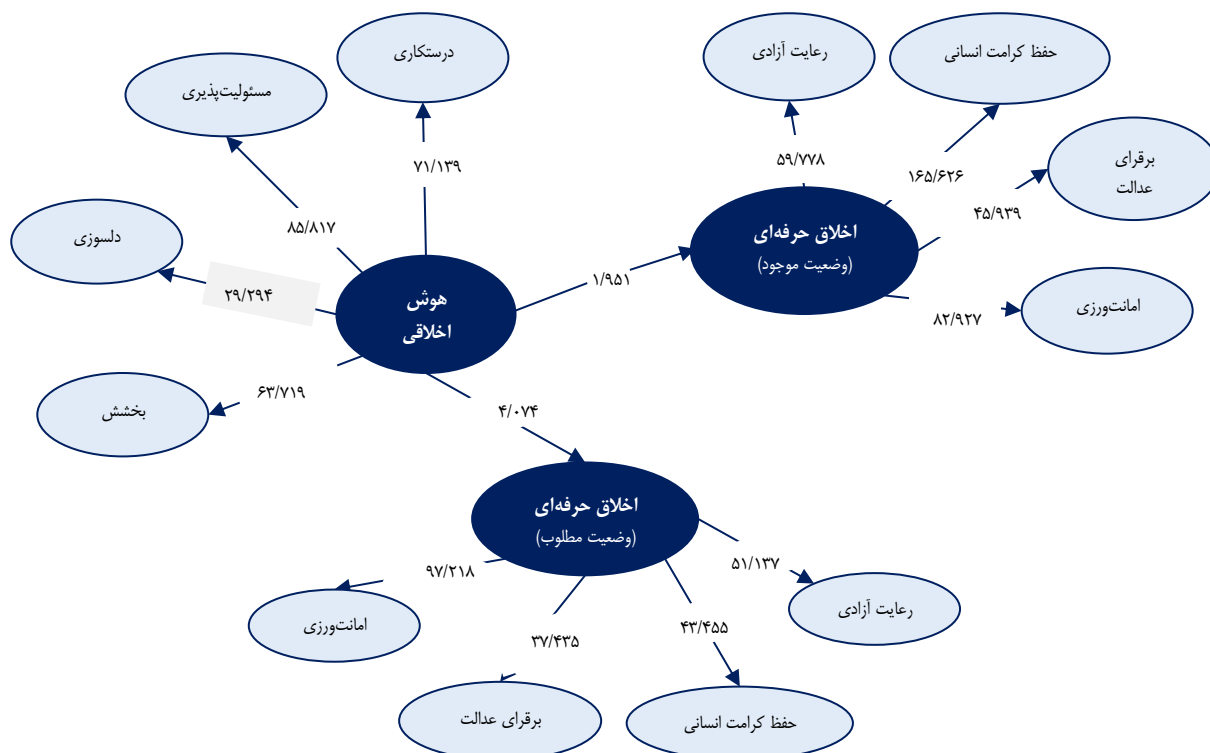 درستکاری
رعایت آزادی
حفظ کرامت انسانی
مسئولیت‌پذیری
۷۱/۱۳۹
۵۹/۷۷۸
۱۶۵/۶۲۶
برقرای
عدالت
۴۵/۹۳۹
دلسوزی
۸۵/۸۱۷
اخلاق حرفه‌ای
(وضعیت موجود)
۲۹/۲۹۴
هوش
اخلاقی
۱/۹۵۱
۸۲/۹۲۷
امانت‌ورزی
۶۳/۷۱۹
بخشش
۴/۰۷۴
اخلاق حرفه‌ای
(وضعیت مطلوب)
۹۷/۲۱۸
۵۱/۱۳۷
امانت‌ورزی
رعایت آزادی
۳۷/۴۳۵
۴۳/۴۵۵
برقرای عدالت
حفظ کرامت انسانی